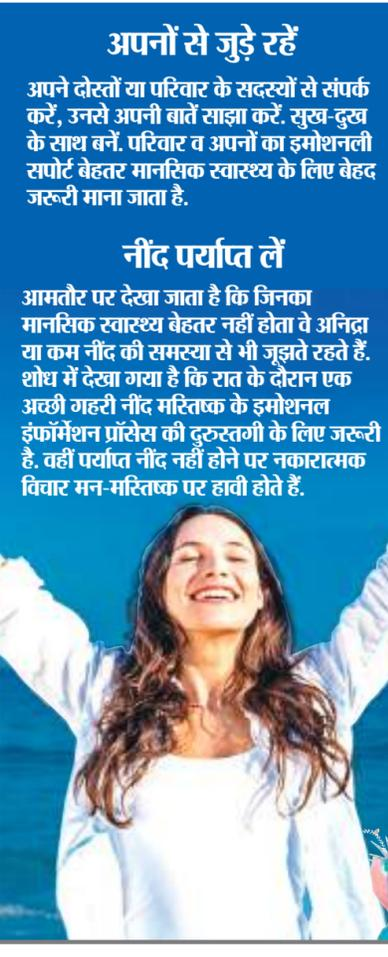 अपनों से जुड़े रहें
अपने दोस्तों या परिवार के सदस्यों से संपर्क
करें, उनसे अपनी बातें साझा करें. सुख-दुख
के साथ बनें. परिवार व अपनों का इमोशनली
सपोर्ट बेहतर मानसिक स्वास्थ्य के लिए बेहद
जरूरी माना जाता है.
नींद पर्याप्त लें
आमतौर पर देखा जाता है कि जिनका
मानसिक स्वास्थ्य बेहतर नहीं होता वे अनिद्रा
या कम नींद की समस्या से भी जूझते रहते हैं.
शोध में देखा गया है कि रात के दौरान एक
अच्छी गहरी नींद मस्तिष्क के इमोशनल
इंफॉर्मेशन प्रॉसेस की दुरुस्तगी के लिए जरूरी
है. वहीं पर्याप्त नींद नहीं होने पर नकारात्मक
विचार मन-मस्तिष्क पर हावी होते हैं.